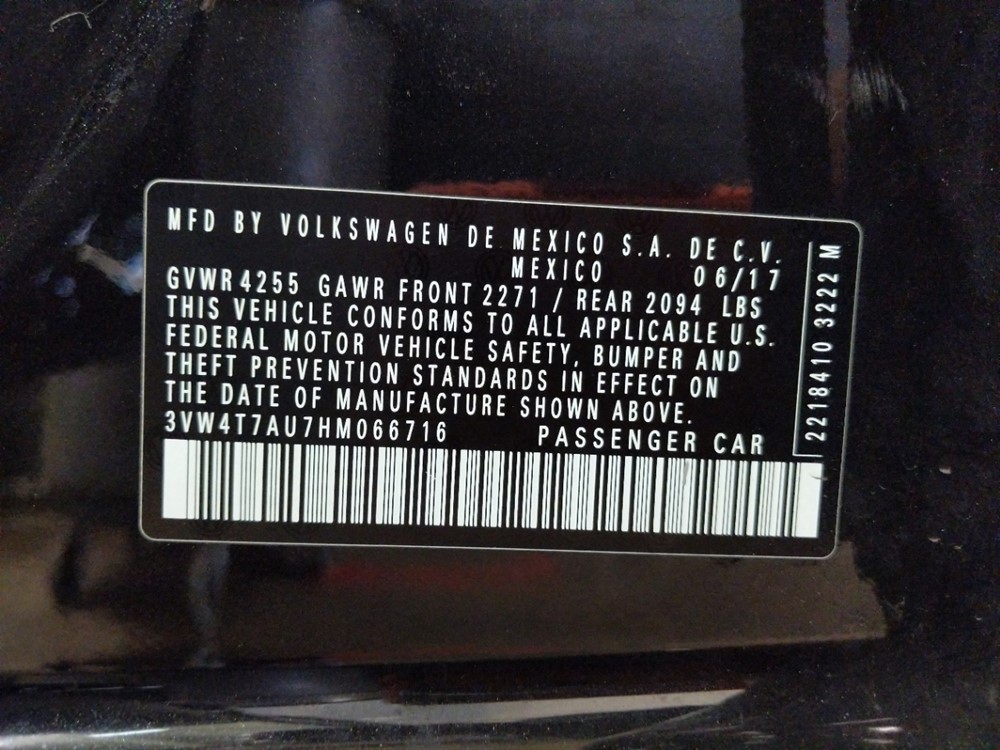 MFD BY VOLKSWAGEN DE MEXICO S.A. DE C.V.
MEXICO 06/17
GVWR 4255 GAWR FRONT 2271 / REAR 2094 LBS
THIS VEHICLE CONFORMS TO ALL APPLICABLE U.S.
FEDERAL MOTOR VEHICLE SAFETY, BUMPER AND
THEFT PREVENTION STANDARDS IN EFFECT ON
THE DATE OF MANUFACTURE SHOWN ABOVE.
3VW4T7AU7HM066716 PASSENGER CAR
2218410 3222 M